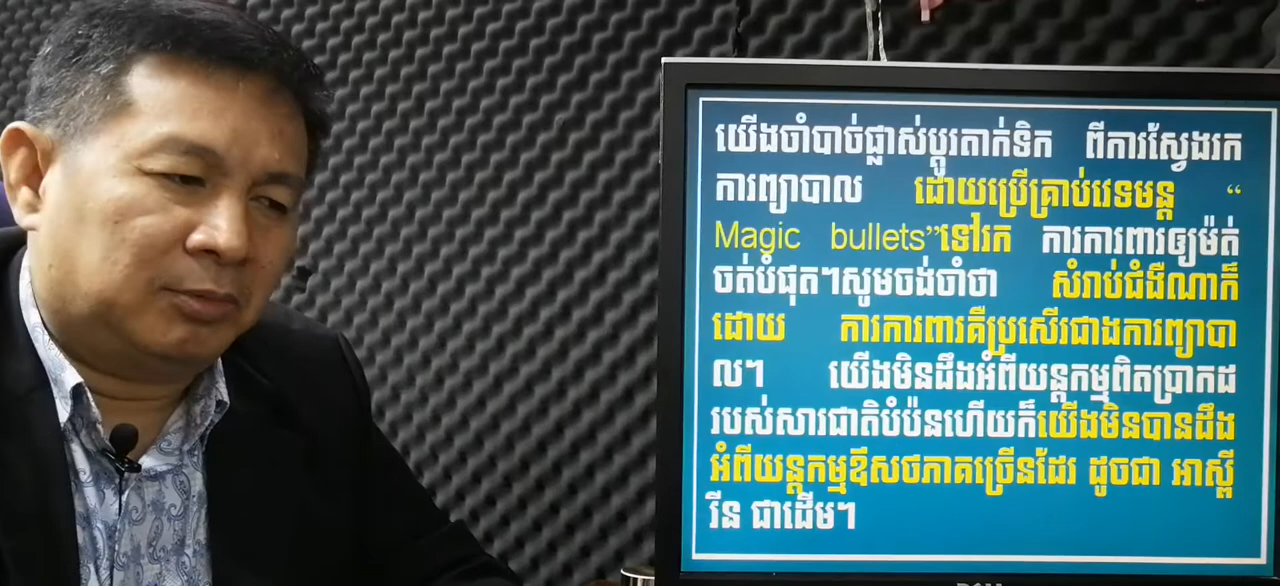 យើងចាំបាច់ផ្លាស់ប្តូរតាក់ទិក ពីការស្វែងរក
ការព្យាបាល ដោយប្រើគ្រាប់វេទមន្ត “
Magic bullets”ទៅរក ការការពារឲ្យម៉ត់
ចត់បំផុត។សូមចងចាំថា សំរាប់ជំងឺណាក៏
ដោយ ការការពារគឺប្រសើរជាងការព្យាបា
ល។ យើងមិនដឹងអំពីយន្តកម្មពិតប្រាកដ
របស់សារជាតិបំប៉នហើយក៏យើងមិនបានដឹង
អំពីយន្តកម្មឱសថភាគច្រើនដែរ ដូចជា អាស្ពី
រីន ជាដើម។